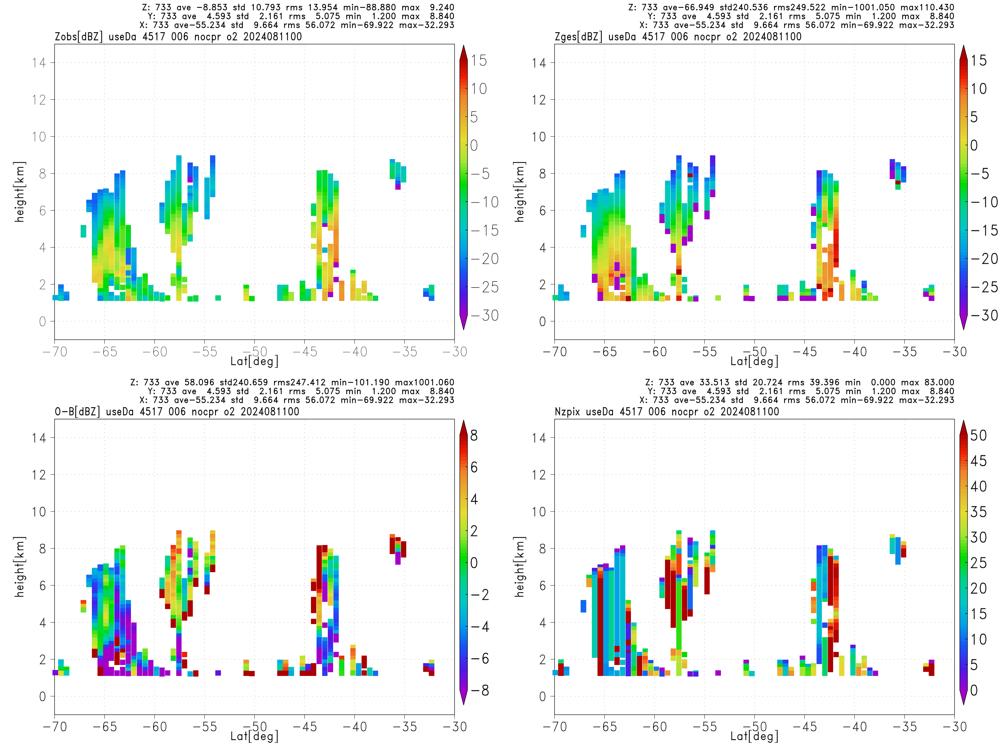 Z: 733 ave -8.853 std 10.793 rms 13.954 min-88.880 max 9.240
Y: 733 ave 4.593 std 2.161 rms 5.075 min 1.200 max 8.840
X: 733 ave-55.234 std 9.664 rms 56.072 min-69.922 max-32.293
Zobs[dBZ] useDa 4517 006 nocpr o2 2024081100
14
12
10
8
6
4
2
0
height[km]
-70 -65 -60 -55 -50 -45 -40 -35 -30
Lat[deg]
15
10
5
0
-5
-10
-15
-20
-25
-30
Z: 733 ave-66.949 std240.536 rms249.522 min-1001.050 max110.430
Y: 733 ave 4.593 std 2.161 rms 5.075 min 1.200 max 8.840
X: 733 ave-55.234 std 9.664 rms 56.072 min-69.922 max-32.293
Zges[dBZ] useDa 4517 006 nocpr o2 2024081100
14
12
10
8
6
4
2
0
height[km]
-70 -65 -60 -55 -50 -45 -40 -35 -30
Lat[deg]
15
10
5
0
-5
-10
-15
-20
-25
-30
Z: 733 ave 58.096 std240.659 rms247.412 min-101.190 max1001.060
Y: 733 ave 4.593 std 2.161 rms 5.075 min 1.200 max 8.840
X: 733 ave-55.234 std 9.664 rms 56.072 min-69.922 max-32.293
O-B[dBZ] useDa 4517 006 nocpr o2 2024081100
14
12
10
8
6
4
2
0
height[km]
-70 -65 -60 -55 -50 -45 -40 -35 -30
Lat[deg]
8
6
4
2
0
-2
-4
-6
-8
Z: 733 ave 33.513 std 20.724 rms 39.396 min 0.000 max 83.000
Y: 733 ave 4.593 std 2.161 rms 5.075 min 1.200 max 8.840
X: 733 ave-55.234 std 9.664 rms 56.072 min-69.922 max-32.293
Nzpix useDa 4517 006 nocpr o2 2024081100
14
12
10
8
6
4
2
0
height[km]
-70 -65 -60 -55 -50 -45 -40 -35 -30
Lat[deg]
50
45
40
35
30
25
20
15
10
5
0